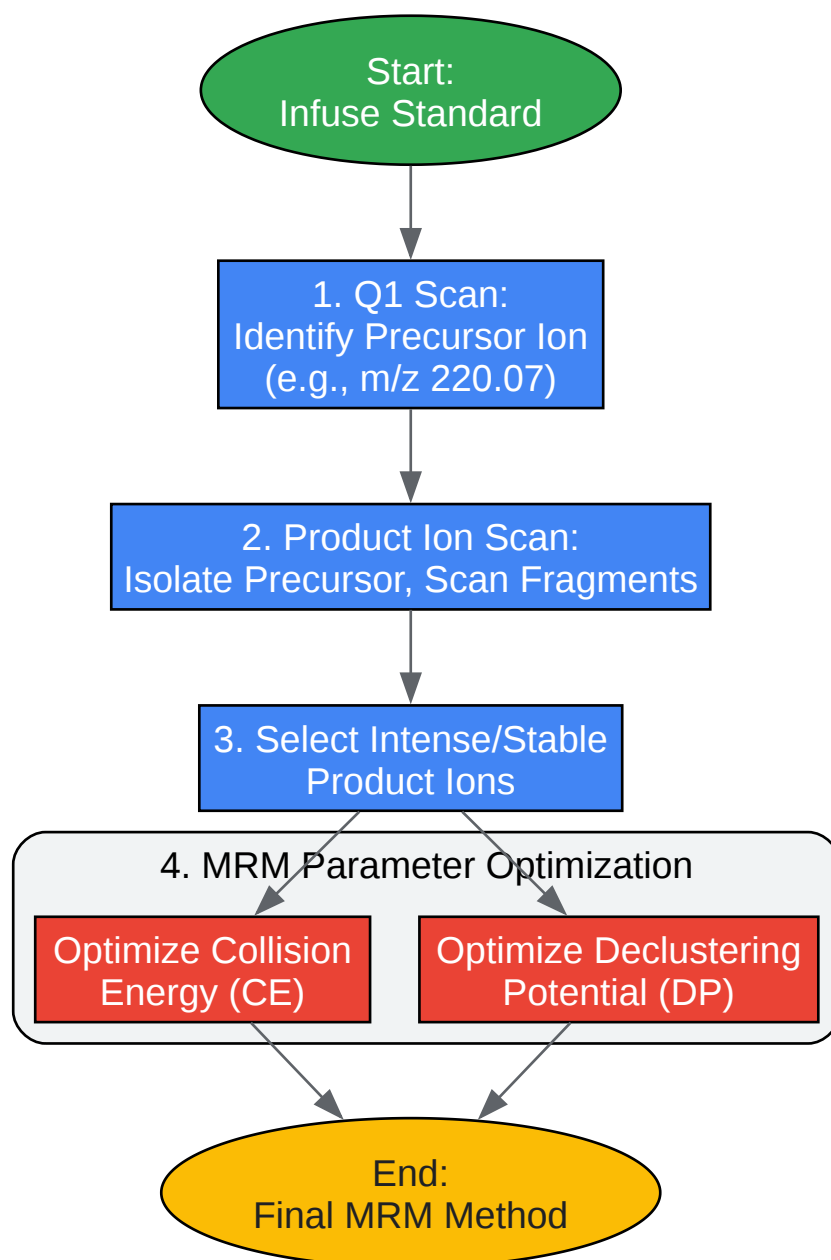 Start:
Infuse Standard
1. Q1 Scan:
Identify Precursor Ion
(e.g., m/z 220.07)
2. Product Ion Scan:
Isolate Precursor, Scan Fragments
3. Select Intense/Stable
Product Ions
4. MRM Parameter Optimization
Optimize Collision
Energy (CE)
Optimize Declustering
Potential (DP)
End:
Final MRM Method